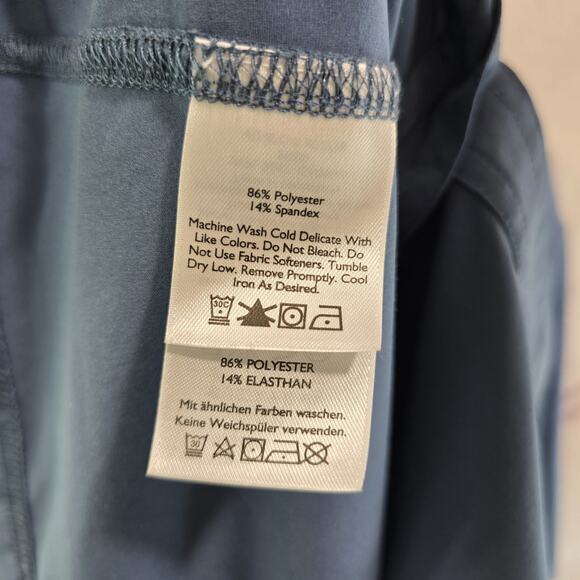 86% Polyester
14% Spandex
Machine Wash Cold Delicate With
Like Colors. Do Not Bleach. Do
Not Use Fabric Softeners. Tumble
Dry Low. Remove Promptly. Cool
Iron As Desired.
30C
86% POLYESTER
14% ELASTHAN
Mit ähnlichen Farben waschen.
Keine Weichspüler verwenden.
30